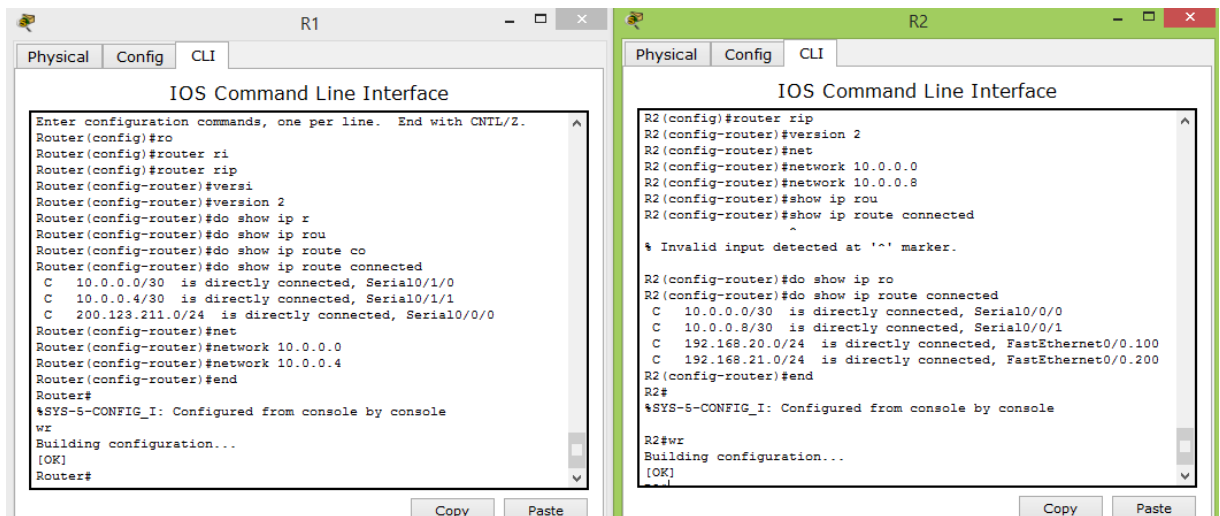 R1
Physical Config CLI
IOS Command Line Interface
Enter configuration commands, one per line.  End with CNTL/Z.
Router(config)#ro
Router(config)#router ri
Router(config)#router rip
Router(config-router)#versi
Router(config-router)#version 2
Router(config-router)#do show ip r
Router(config-router)#do show ip rou
Router(config-router)#do show ip route co
Router(config-router)#do show ip route connected
C   10.0.0.0/30  is directly connected, Serial0/1/0
C   10.0.0.4/30  is directly connected, Serial0/1/1
C   200.123.211.0/24  is directly connected, Serial0/0/0
Router(config-router)#net
Router(config-router)#network 10.0.0.0
Router(config-router)#network 10.0.0.4
Router(config-router)#end
Router#
%SYS-5-CONFIG_I: Configured from console by console
wr
Building configuration...
[OK]
Router#
Copy Paste
R2
Physical Config CLI
IOS Command Line Interface
R2(config)#router rip
R2(config-router)#version 2
R2(config-router)#net
R2(config-router)#network 10.0.0.0
R2(config-router)#network 10.0.0.8
R2(config-router)#show ip rou
R2(config-router)#show ip route connected
^
% Invalid input detected at '^' marker.
R2(config-router)#do show ip ro
R2(config-router)#do show ip route connected
C   10.0.0.0/30  is directly connected, Serial0/0/0
C   10.0.0.8/30  is directly connected, Serial0/0/1
C   192.168.20.0/24  is directly connected, FastEthernet0/0.100
C   192.168.21.0/24  is directly connected, FastEthernet0/0.200
R2(config-router)#end
R2#
%SYS-5-CONFIG_I: Configured from console by console
R2#wr
Building configuration...
[OK]
Copy Paste